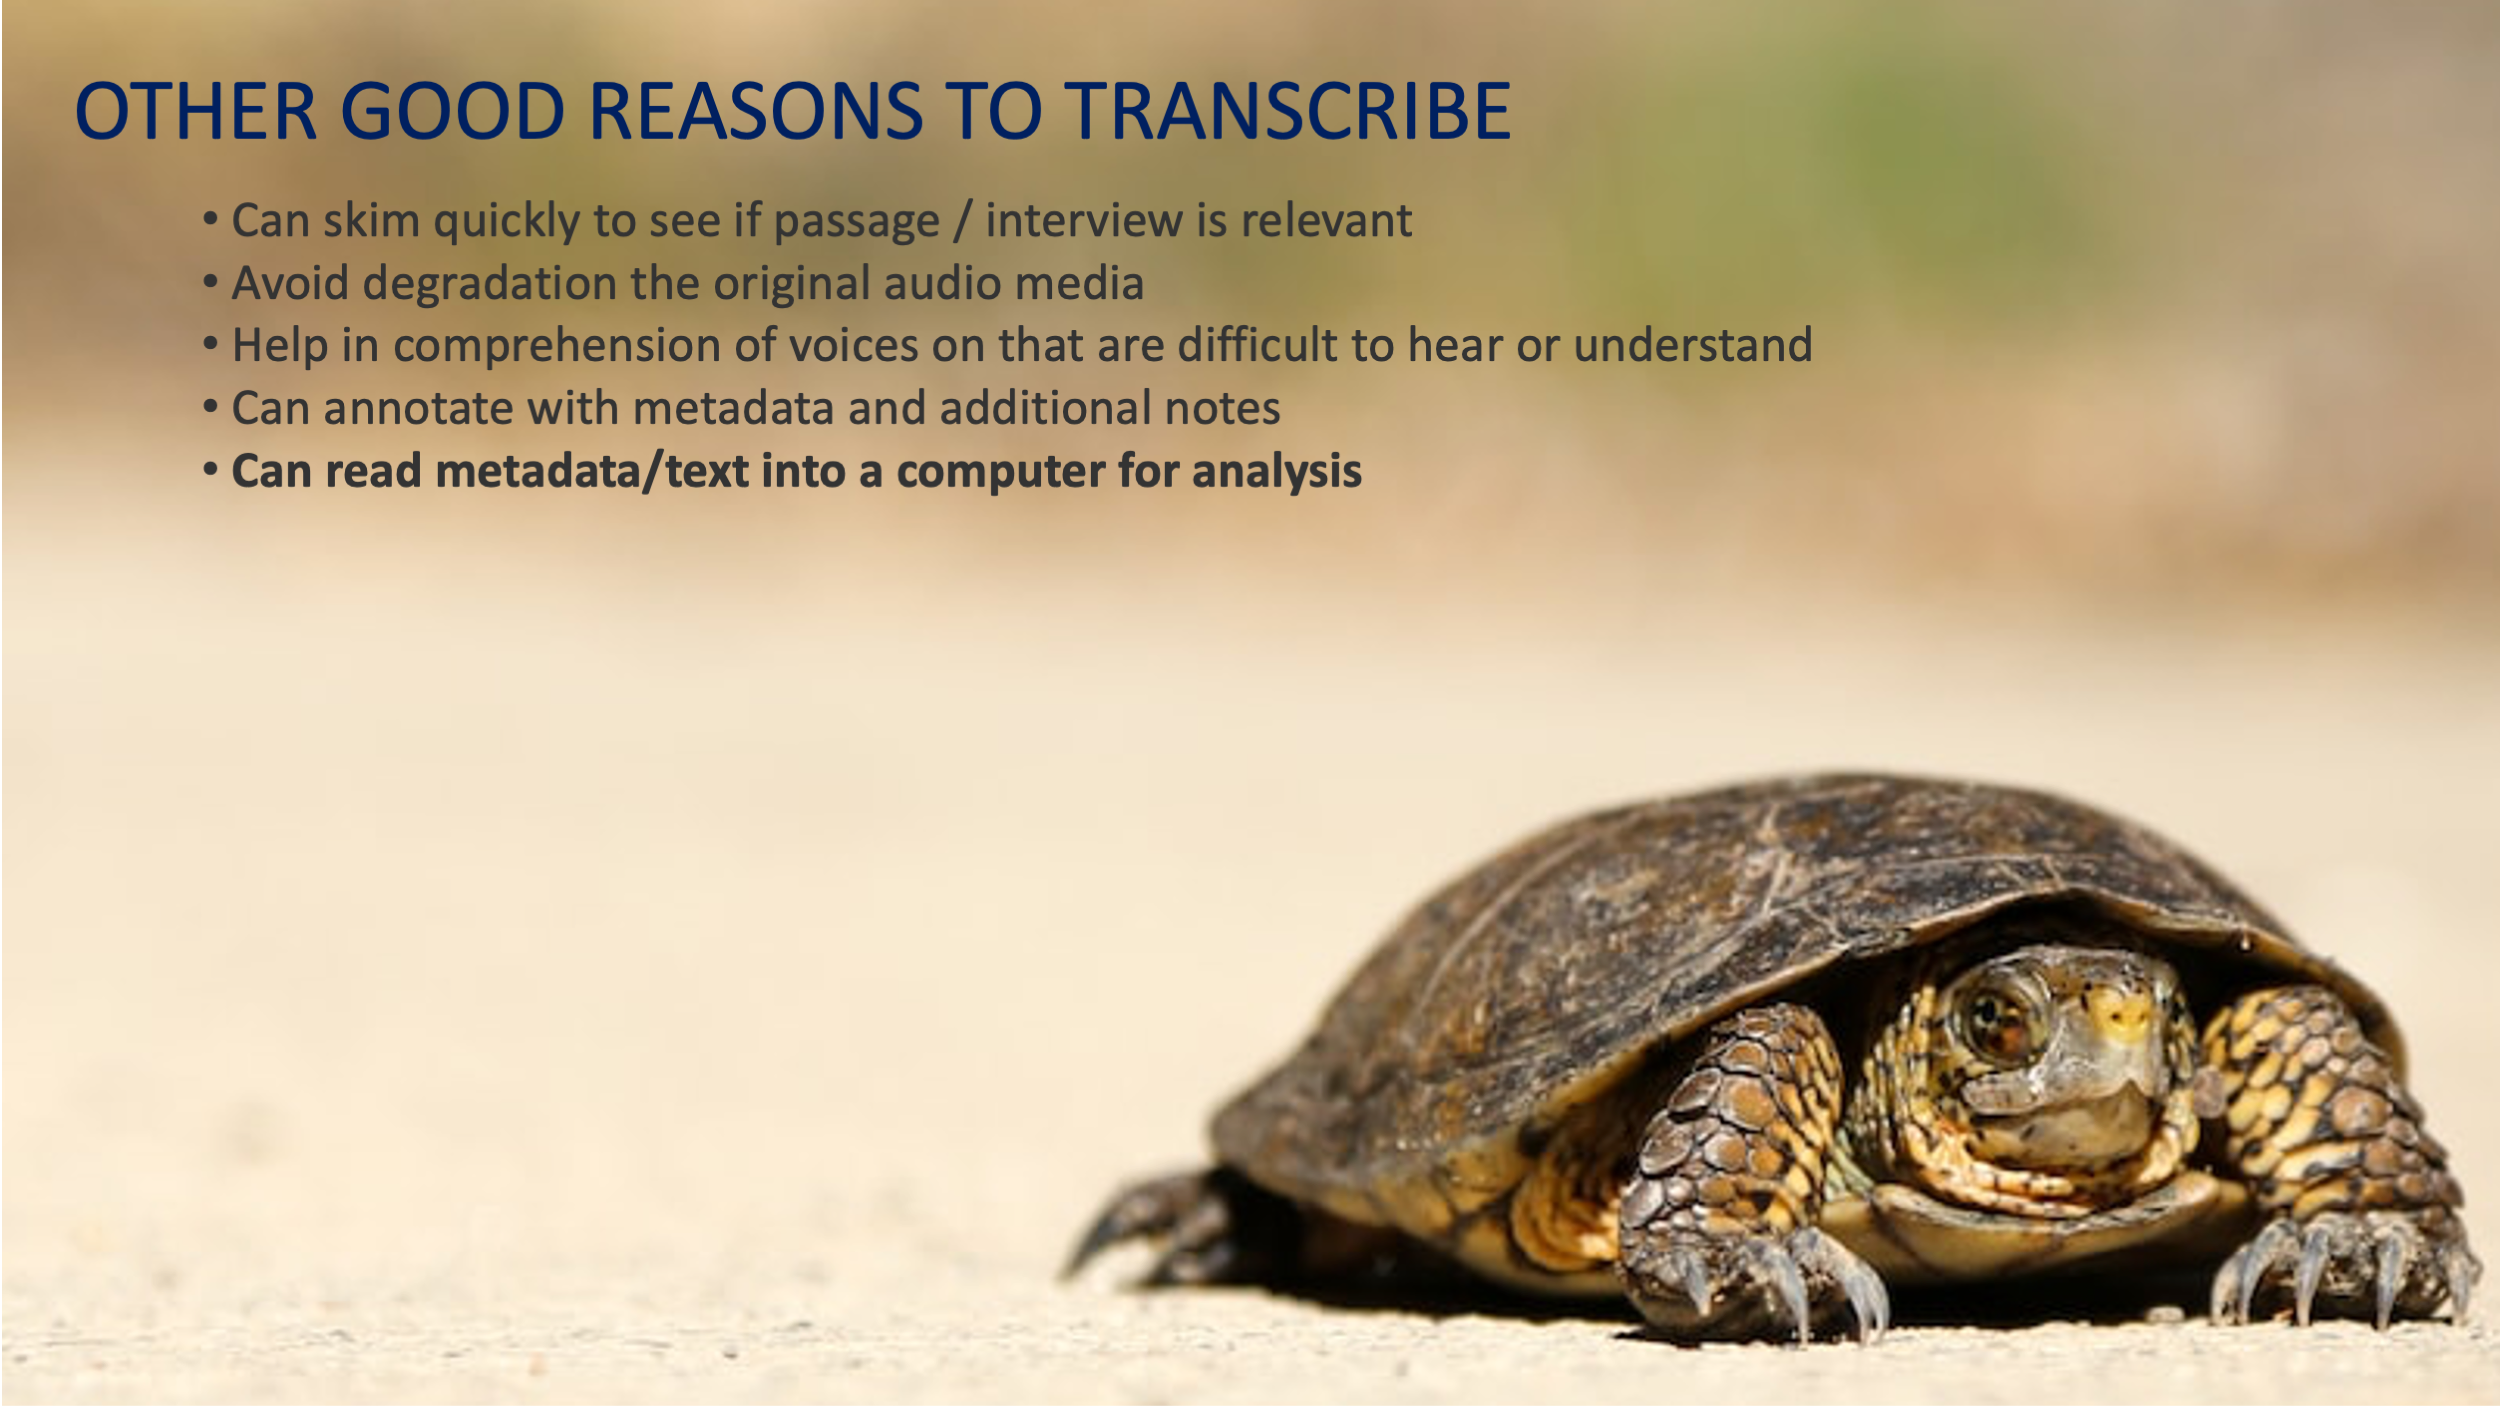 OTHER GOOD REASONS TO TRANSCRIBE
• Can skim quickly to see if passage / interview is relevant
• Avoid degradation the original audio media
• Help in comprehension of voices on that are difficult to hear or understand
• Can annotate with metadata and additional notes
• Can read metadata/text into a computer for analysis